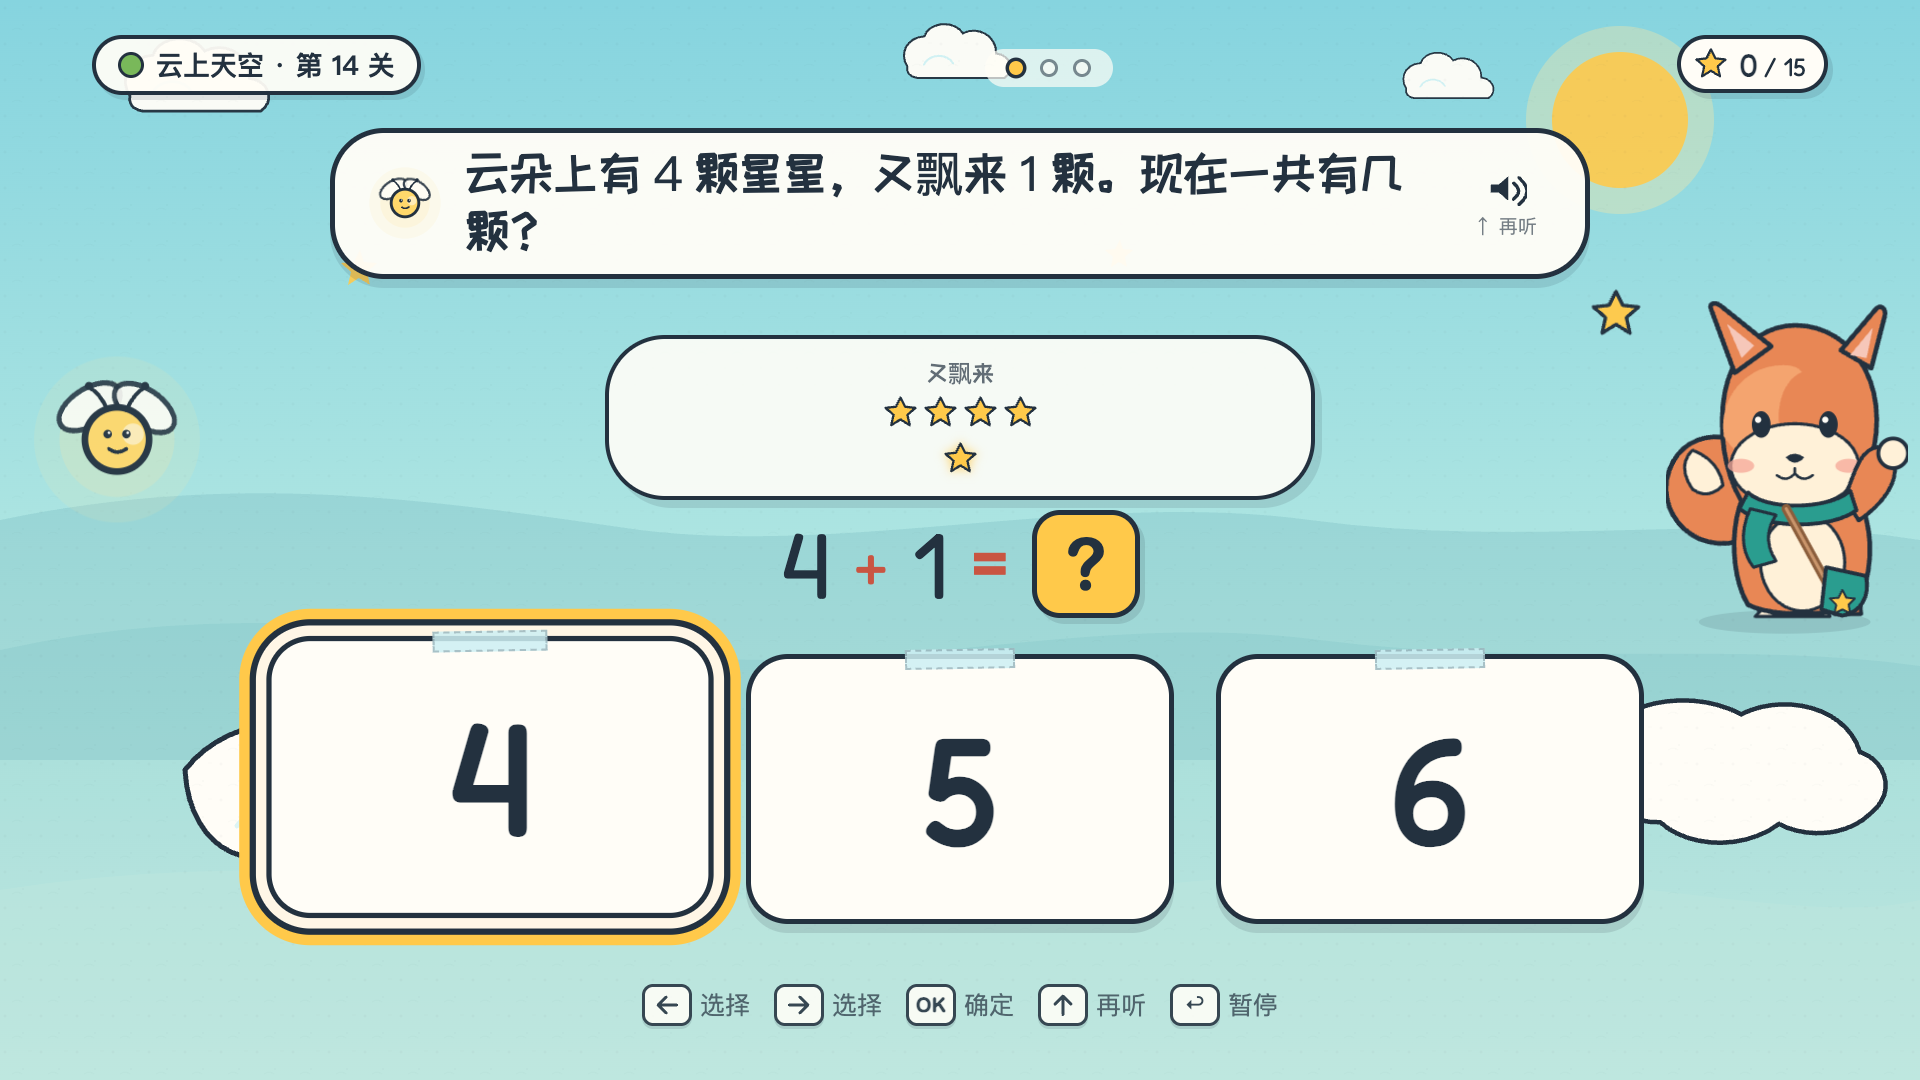 云上天空 · 第 14 关
0 / 15
云朵上有 4 颗星星，又飘来 1 颗。现在一共有几
颗？
↑ 再听
又飘来
4 + 1 = ?
4
5
6
← 选择 → 选择 OK 确定 ↑ 再听 ↩ 暂停